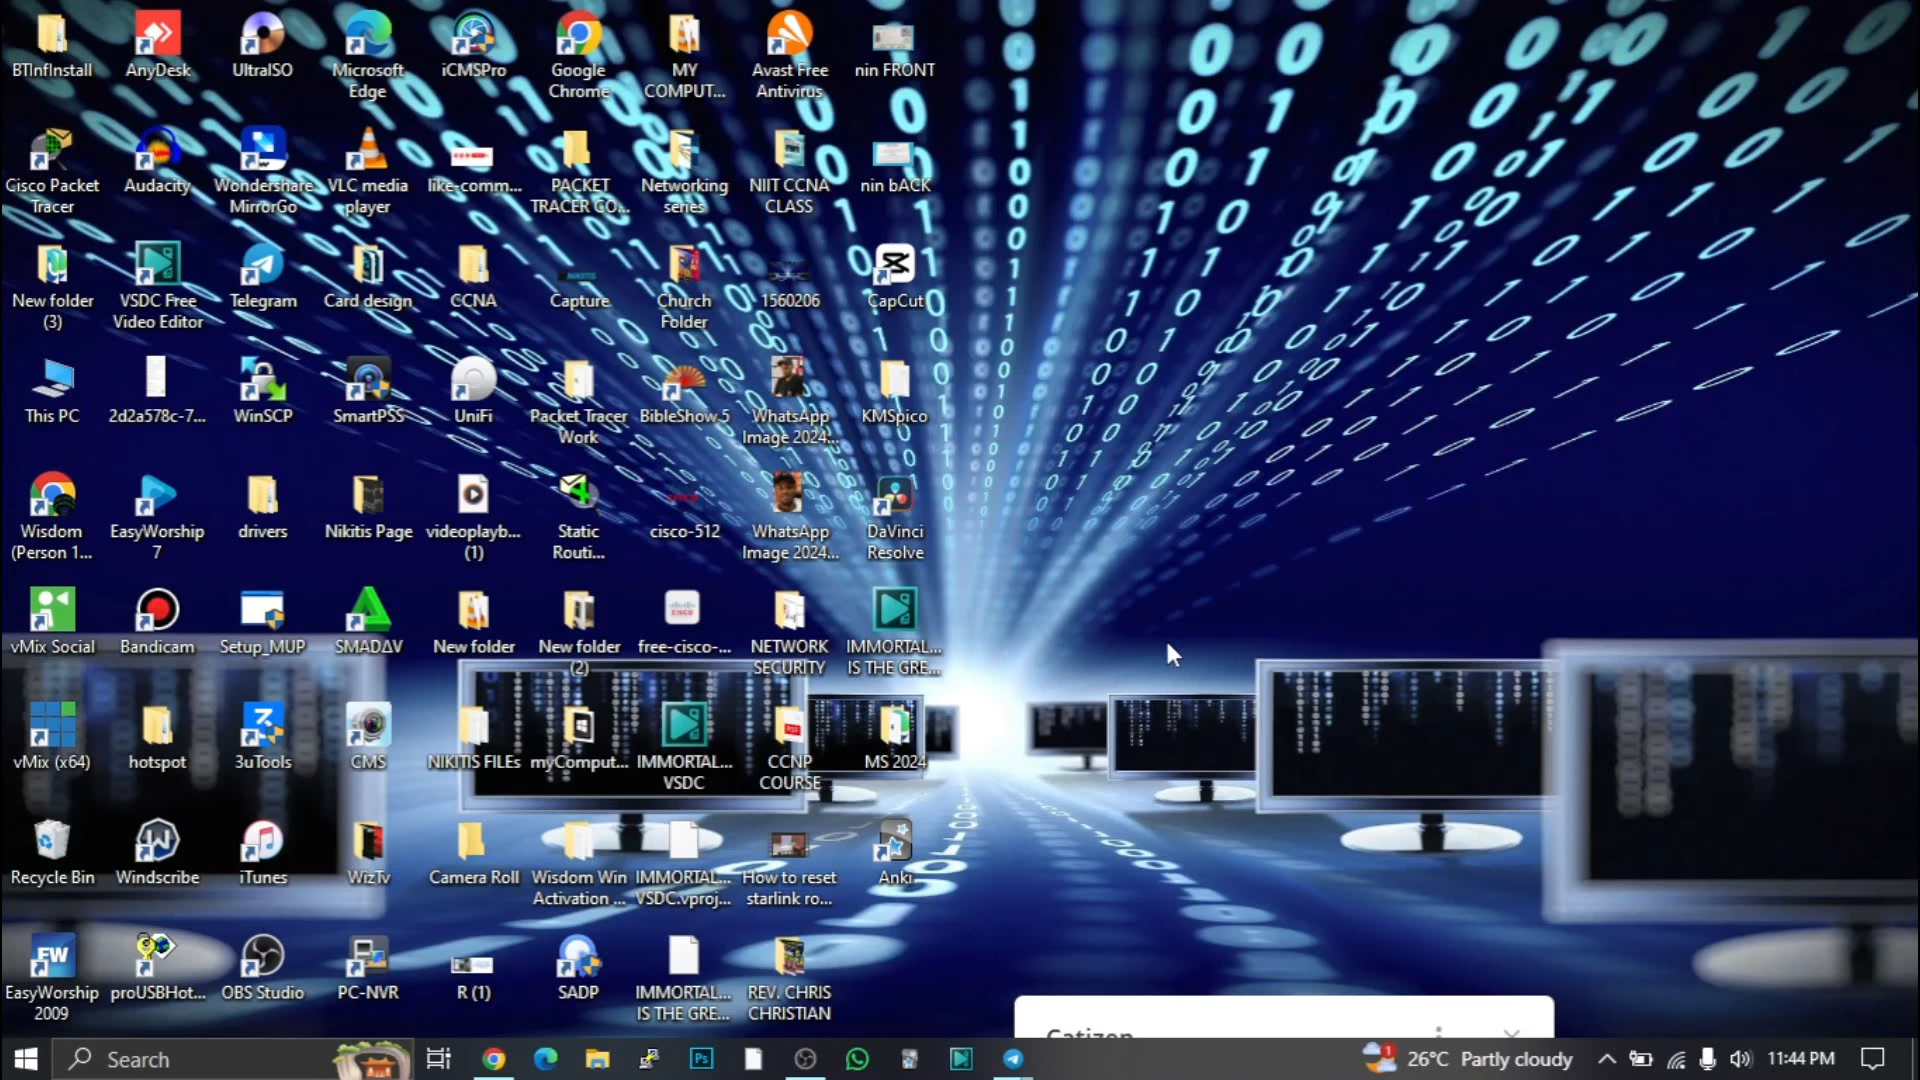 BTInfInstall
AnyDesk
UltraISO
Microsoft
Edge
iCMSPro
Google
Chrome
MY
COMPUT...
Avast Free
Antivirus
nin FRONT
Cisco Packet
Tracer
Audacity
Wondershare
MirrorGo
VLC media
player
like-comm...
PACKET
TRACER CO...
Networking
series
NIIT CCNA
CLASS
nin bACK
New folder
(3)
VSDC Free
Video Editor
Telegram
Card design
CCNA
Capture
Church
Folder
1560206
CapCut
This PC
2d2a578c-7...
WinSCP
SmartPSS
UniFi
Packet Tracer
Work
BibleShow 5
WhatsApp
Image 2024...
KMSpico
Wisdom
(Person 1...
EasyWorship
7
drivers
Nikitis Page
videoplayb...
(1)
Static
Routi...
cisco-512
WhatsApp
Image 2024...
DaVinci
Resolve
vMix Social
Bandicam
Setup_MUP
SMADΔV
New folder
New folder
(2)
free-cisco-...
NETWORK
SECURITY
IMMORTAL...
IS THE GRE...
vMix (x64)
hotspot
3uTools
CMS
NIKITIS FILEs
myComput...
IMMORTAL...
VSDC
CCNP
COURSE
MS 2024
Recycle Bin
Windscribe
iTunes
WizTv
Camera Roll
Wisdom Win
Activation ...
IMMORTAL...
VSDC.vproj...
How to reset
starlink ro...
Anki
EasyWorship
2009
proUSBHot...
OBS Studio
PC-NVR
R (1)
SADP
IMMORTAL...
IS THE GRE...
REV. CHRIS
CHRISTIAN
Catizen
Search
26°C Partly cloudy
11:44 PM